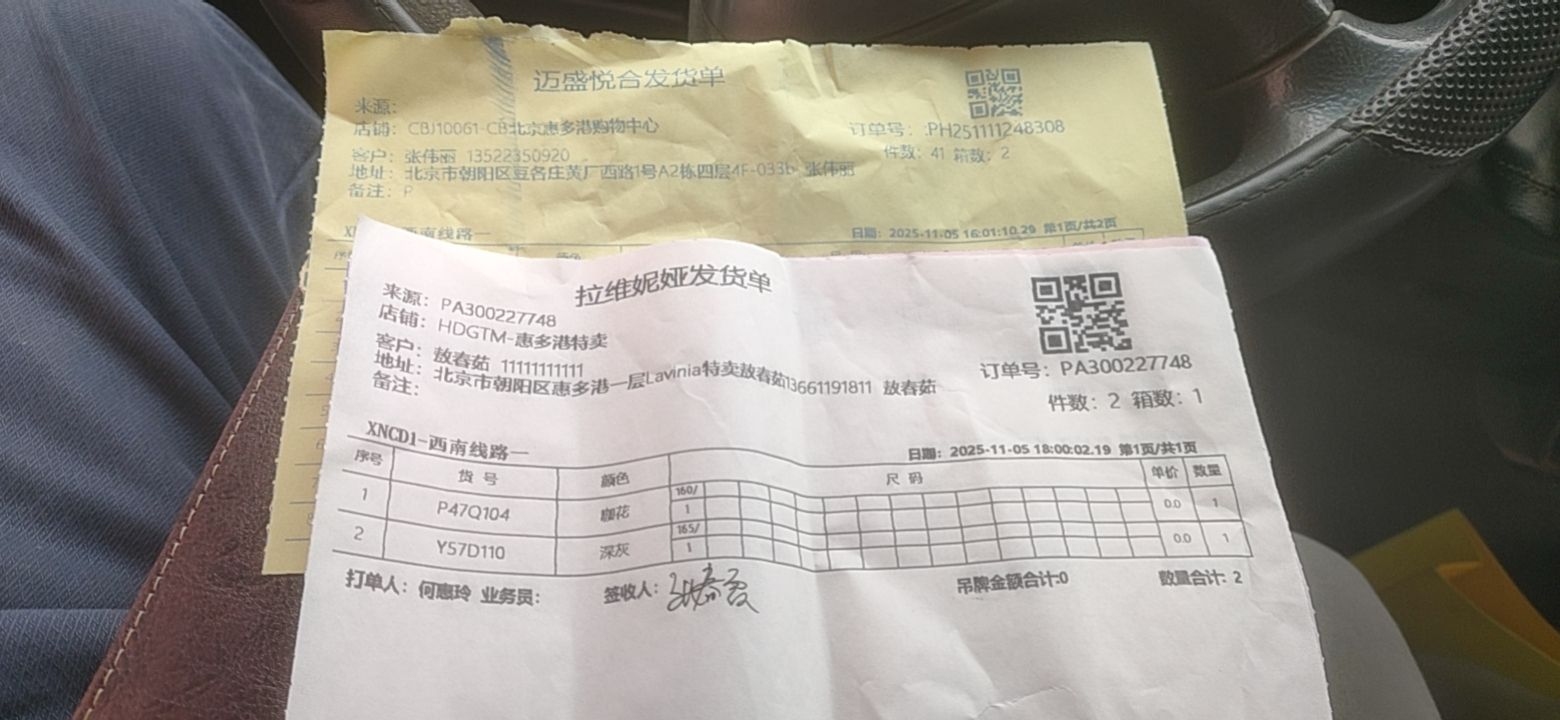 迈盛悦合发货单
来源:
店铺: CBJ10061-CB北京惠多港购物中心
订单号: :PH251111248308
客户: 张伟丽 13522350920
件数: 41 箱数: 2
地址: 北京市朝阳区豆各庄黄厂西路1号A2栋四层4F-033b 张伟丽
备注: P
西南线路一
日期: 2025-11-05 16:01:10.29 第1页/共2页
拉维妮娅发货单
来源: PA300227748
店铺: HDGTM-惠多港特卖
客户: 敖春茹 11111111111
订单号: PA300227748
地址: 北京市朝阳区惠多港一层Lavinia特卖敖春茹13661191811 敖春茹
备注:
件数: 2 箱数: 1
XNCD1-西南线路一
日期: 2025-11-05 18:00:02.19 第1页/共1页
序号 货号 颜色 尺码 单价 数量
160/
1 P47Q104 咖花 1 0.0 1
165/
2 Y57D110 深灰 1 0.0 1
打单人: 何惠玲 业务员: 签收人: 吊牌金额合计:0 数量合计: 2